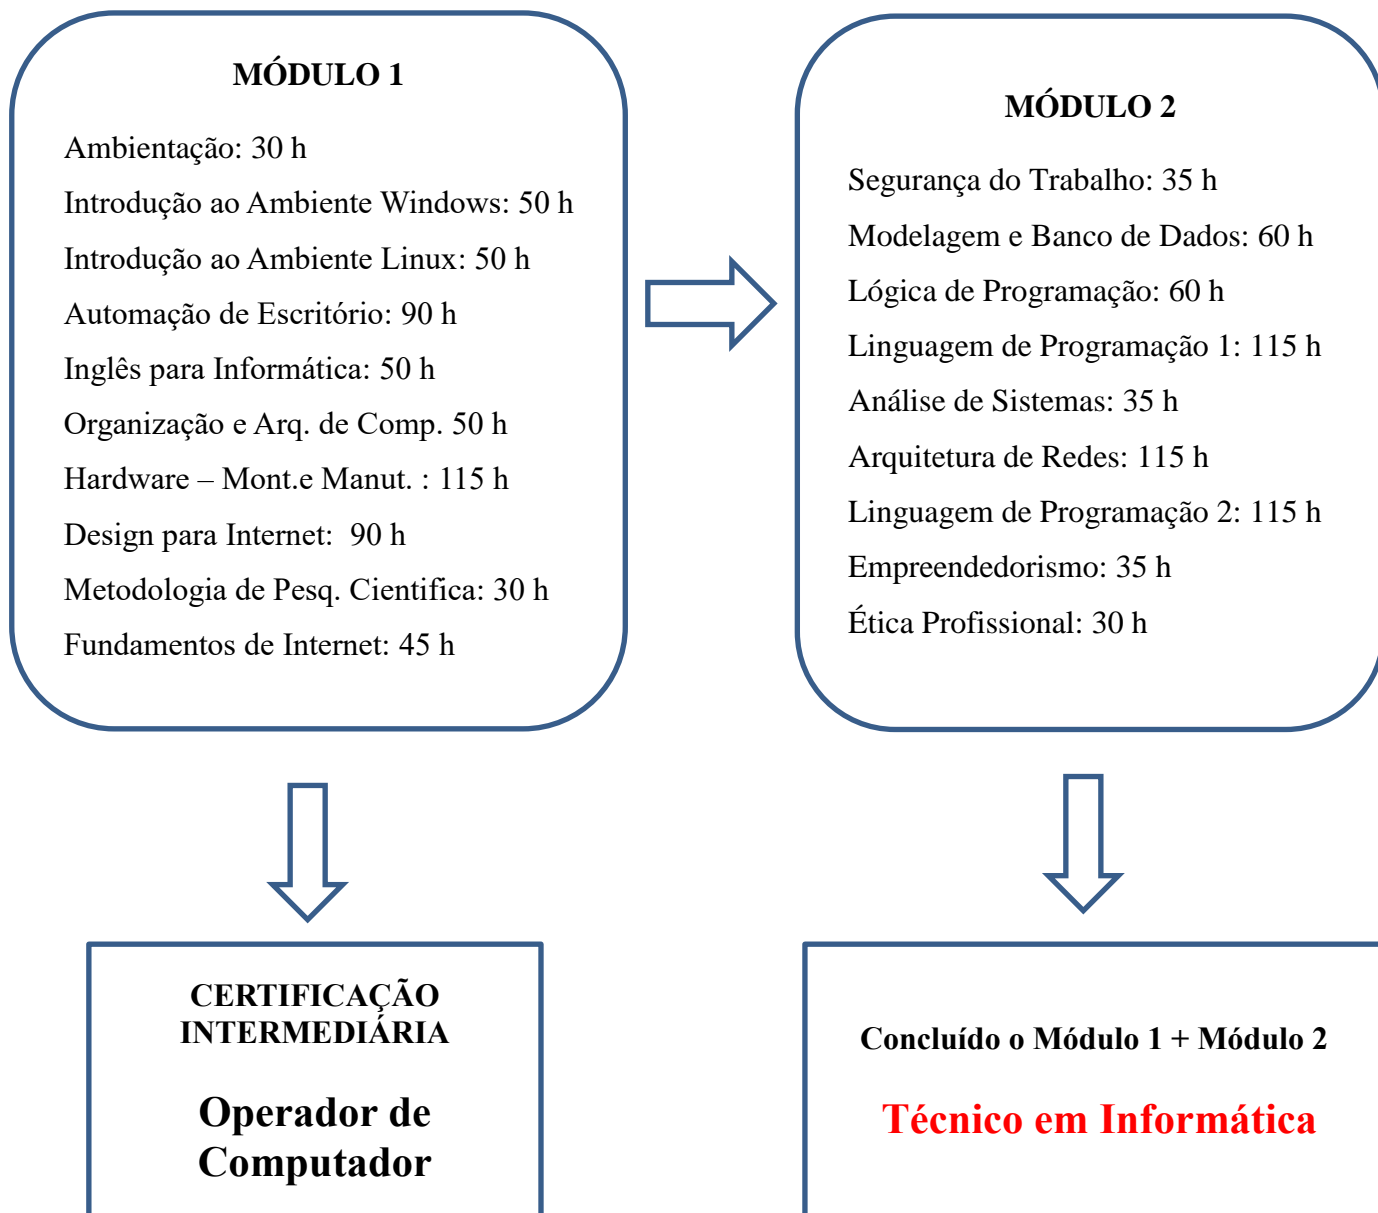 MÓDULO 1
Ambientação: 30 h
Introdução ao Ambiente Windows: 50 h
Introdução ao Ambiente Linux: 50 h
Automação de Escritório: 90 h
Inglês para Informática: 50 h
Organização e Arq. de Comp. 50 h
Hardware – Mont.e Manut. : 115 h
Design para Internet:  90 h
Metodologia de Pesq. Cientifica: 30 h
Fundamentos de Internet: 45 h
MÓDULO 2
Segurança do Trabalho: 35 h
Modelagem e Banco de Dados: 60 h
Lógica de Programação: 60 h
Linguagem de Programação 1: 115 h
Análise de Sistemas: 35 h
Arquitetura de Redes: 115 h
Linguagem de Programação 2: 115 h
Empreendedorismo: 35 h
Ética Profissional: 30 h
CERTIFICAÇÃO
INTERMEDIÁRIA
Operador de
Computador
Concluído o Módulo 1 + Módulo 2
Técnico em Informática